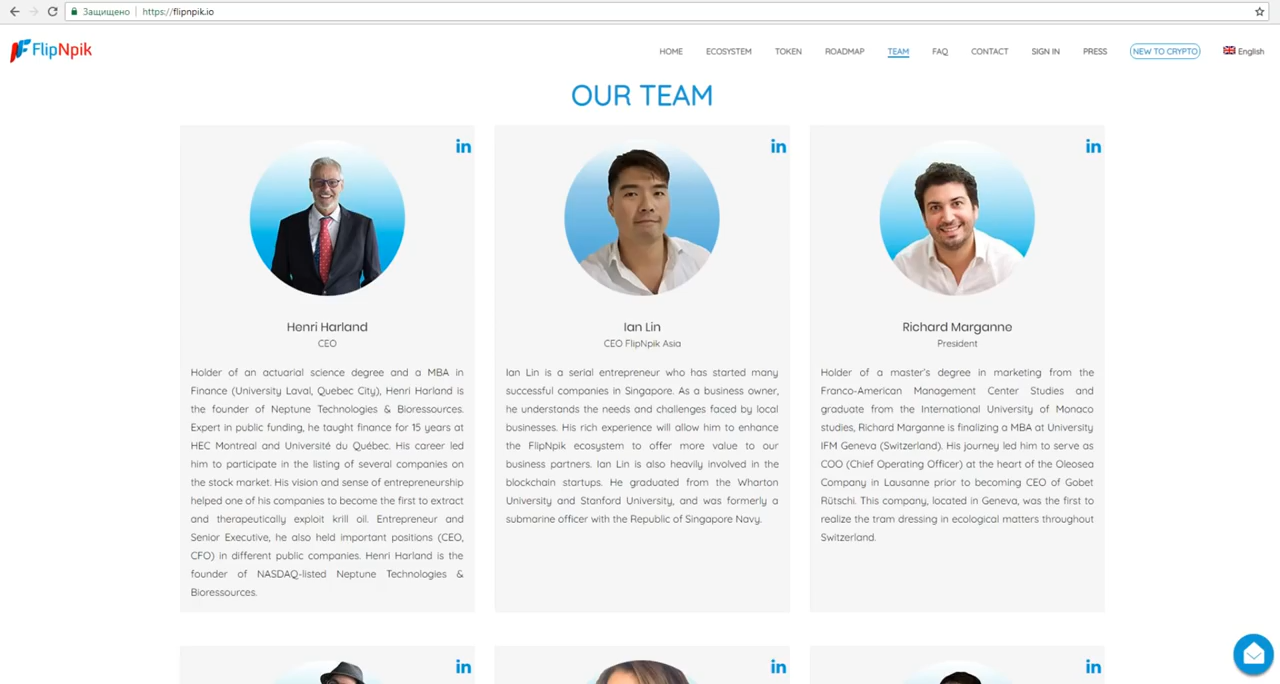 Защищено https://flipnpik.io
FlipNpik
HOME ECOSYSTEM TOKEN ROADMAP TEAM FAQ CONTACT SIGN IN PRESS NEW TO CRYPTO English
OUR TEAM
in
in
in
Henri Harland
CEO
Holder of an actuarial science degree and a MBA in
Finance (University Laval, Quebec City), Henri Harland is
the founder of Neptune Technologies & Bioressources.
Expert in public funding, he taught finance for 15 years at
HEC Montreal and Université du Québec. His career led
him to participate in the listing of several companies on
the stock market. His vision and sense of entrepreneurship
helped one of his companies to become the first to extract
and therapeutically exploit krill oil. Entrepreneur and
Senior Executive, he also held important positions (CEO,
CFO) in different public companies. Henri Harland is the
founder of NASDAQ-listed Neptune Technologies &
Bioressources.
Ian Lin
CEO FlipNpik Asia
Ian Lin is a serial entrepreneur who has started many
successful companies in Singapore. As a business owner,
he understands the needs and challenges faced by local
businesses. His rich experience will allow him to enhance
the FlipNpik ecosystem to offer more value to our
business partners. Ian Lin is also heavily involved in the
blockchain startups. He graduated from the Wharton
University and Stanford University, and was formerly a
submarine officer with the Republic of Singapore Navy.
Richard Marganne
President
Holder of a master's degree in marketing from the
Franco-American Management Center Studies and
graduate from the International University of Monaco
studies, Richard Marganne is finalizing a MBA at University
IFM Geneva (Switzerland). His journey led him to serve as
COO (Chief Operating Officer) at the heart of the Oleosea
Company in Lausanne prior to becoming CEO of Gobet
Rütschi. This company, located in Geneva, was the first to
realize the tram dressing in ecological matters throughout
Switzerland.
in
in
in